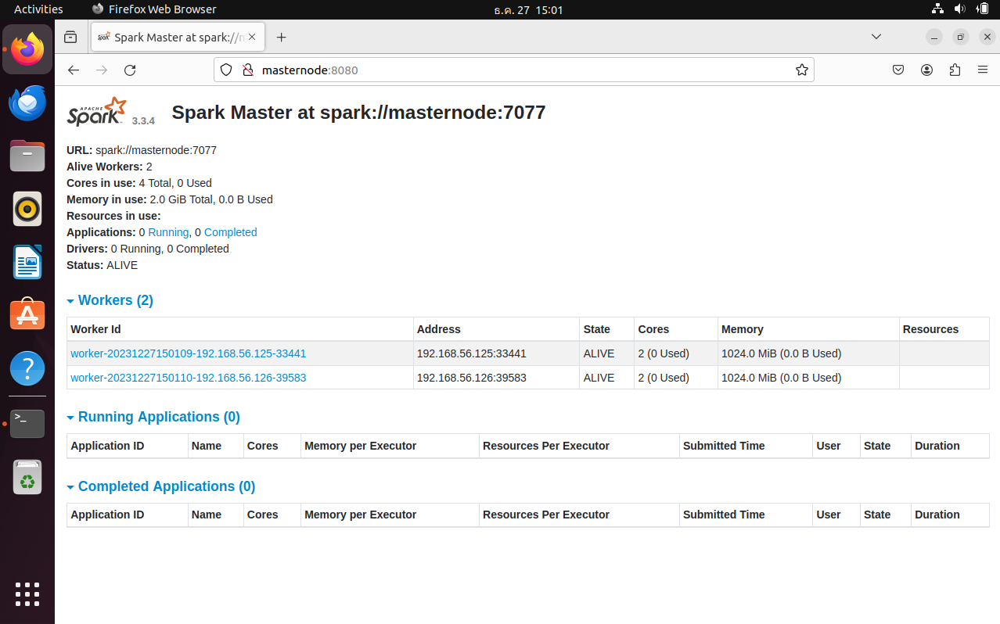 Activities Firefox Web Browser ธ.ค. 27 15:01
Spark Master at spark://m
masternode:8080
APACHE Spark 3.3.4 Spark Master at spark://masternode:7077
URL: spark://masternode:7077
Alive Workers: 2
Cores in use: 4 Total, 0 Used
Memory in use: 2.0 GiB Total, 0.0 B Used
Resources in use:
Applications: 0 Running, 0 Completed
Drivers: 0 Running, 0 Completed
Status: ALIVE
Workers (2)
Worker Id Address State Cores Memory Resources
worker-20231227150109-192.168.56.125-33441 192.168.56.125:33441 ALIVE 2 (0 Used) 1024.0 MiB (0.0 B Used)
worker-20231227150110-192.168.56.126-39583 192.168.56.126:39583 ALIVE 2 (0 Used) 1024.0 MiB (0.0 B Used)
Running Applications (0)
Application ID Name Cores Memory per Executor Resources Per Executor Submitted Time User State Duration
Completed Applications (0)
Application ID Name Cores Memory per Executor Resources Per Executor Submitted Time User State Duration